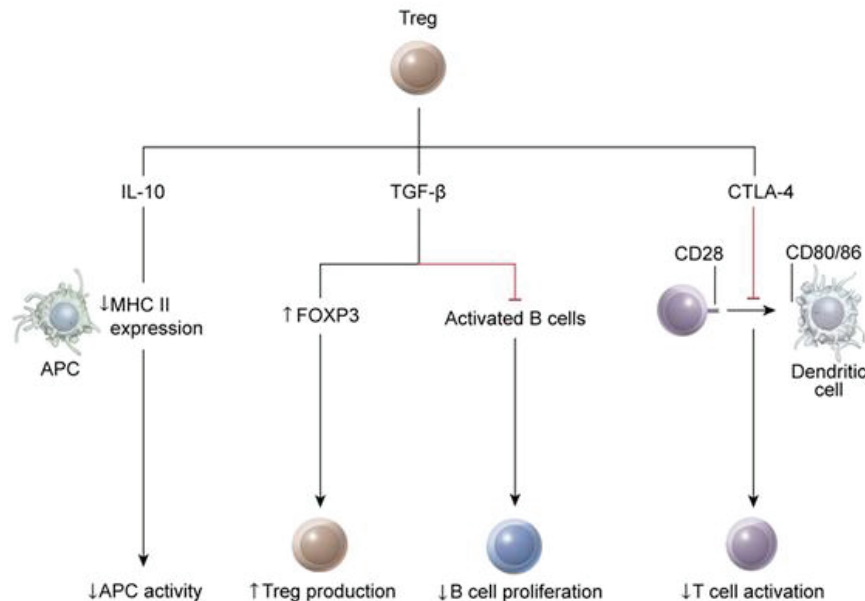 Treg
IL-10
TGF-β
CTLA-4
CD28
CD80/86
↓MHC II
expression
APC
↑FOXP3
Activated B cells
Dendritic
cell
↓APC activity
↑Treg production
↓B cell proliferation
↓T cell activation